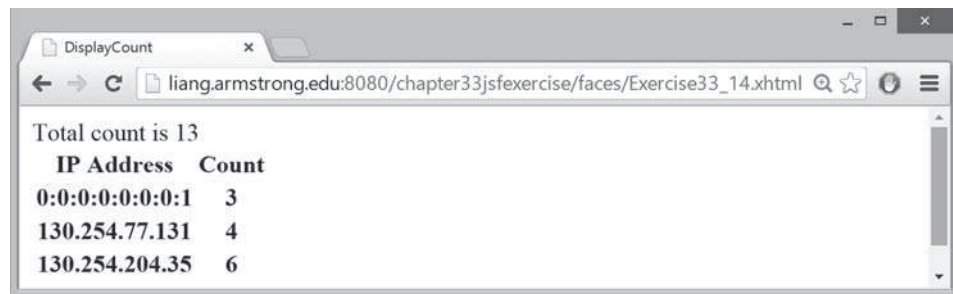 DisplayCount
liang.armstrong.edu:8080/chapter33jsfexercise/faces/Exercise33_14.xhtml
Total count is 13
IP Address Count
0:0:0:0:0:0:0:1 3
130.254.77.131 4
130.254.204.35 6